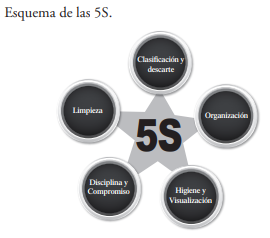 Esquema de las 5S.
Clasificación y
descarte
Organización
Higiene y
Visualización
Disciplina y
Compromiso
Limpieza
5S